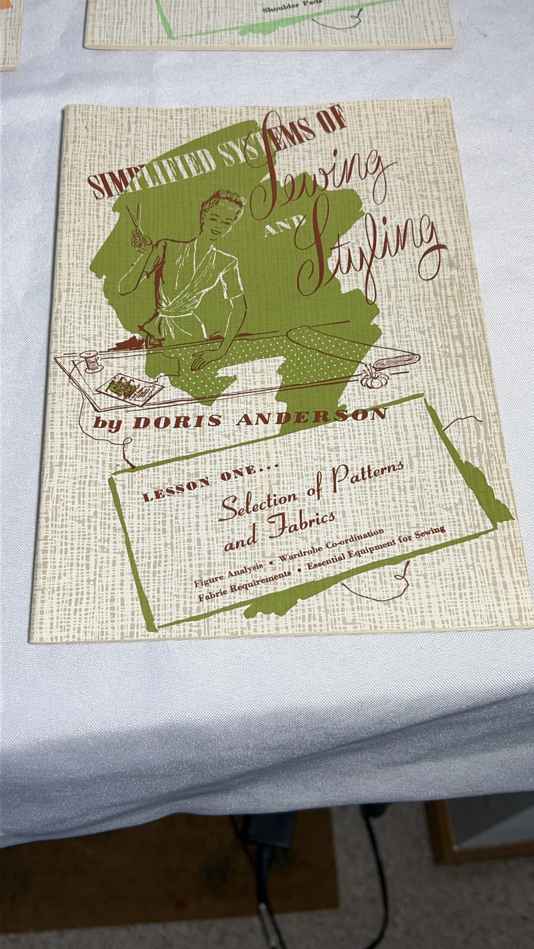 Shoulder Pads
SIMPLIFIED SYSTEMS OF
Sewing
AND
Styling
by DORIS ANDERSON
LESSON ONE...
Selection of Patterns
and Fabrics
Figure Analysis • Wardrobe Co-ordination
Fabric Requirements • Essential Equipment for Sewing